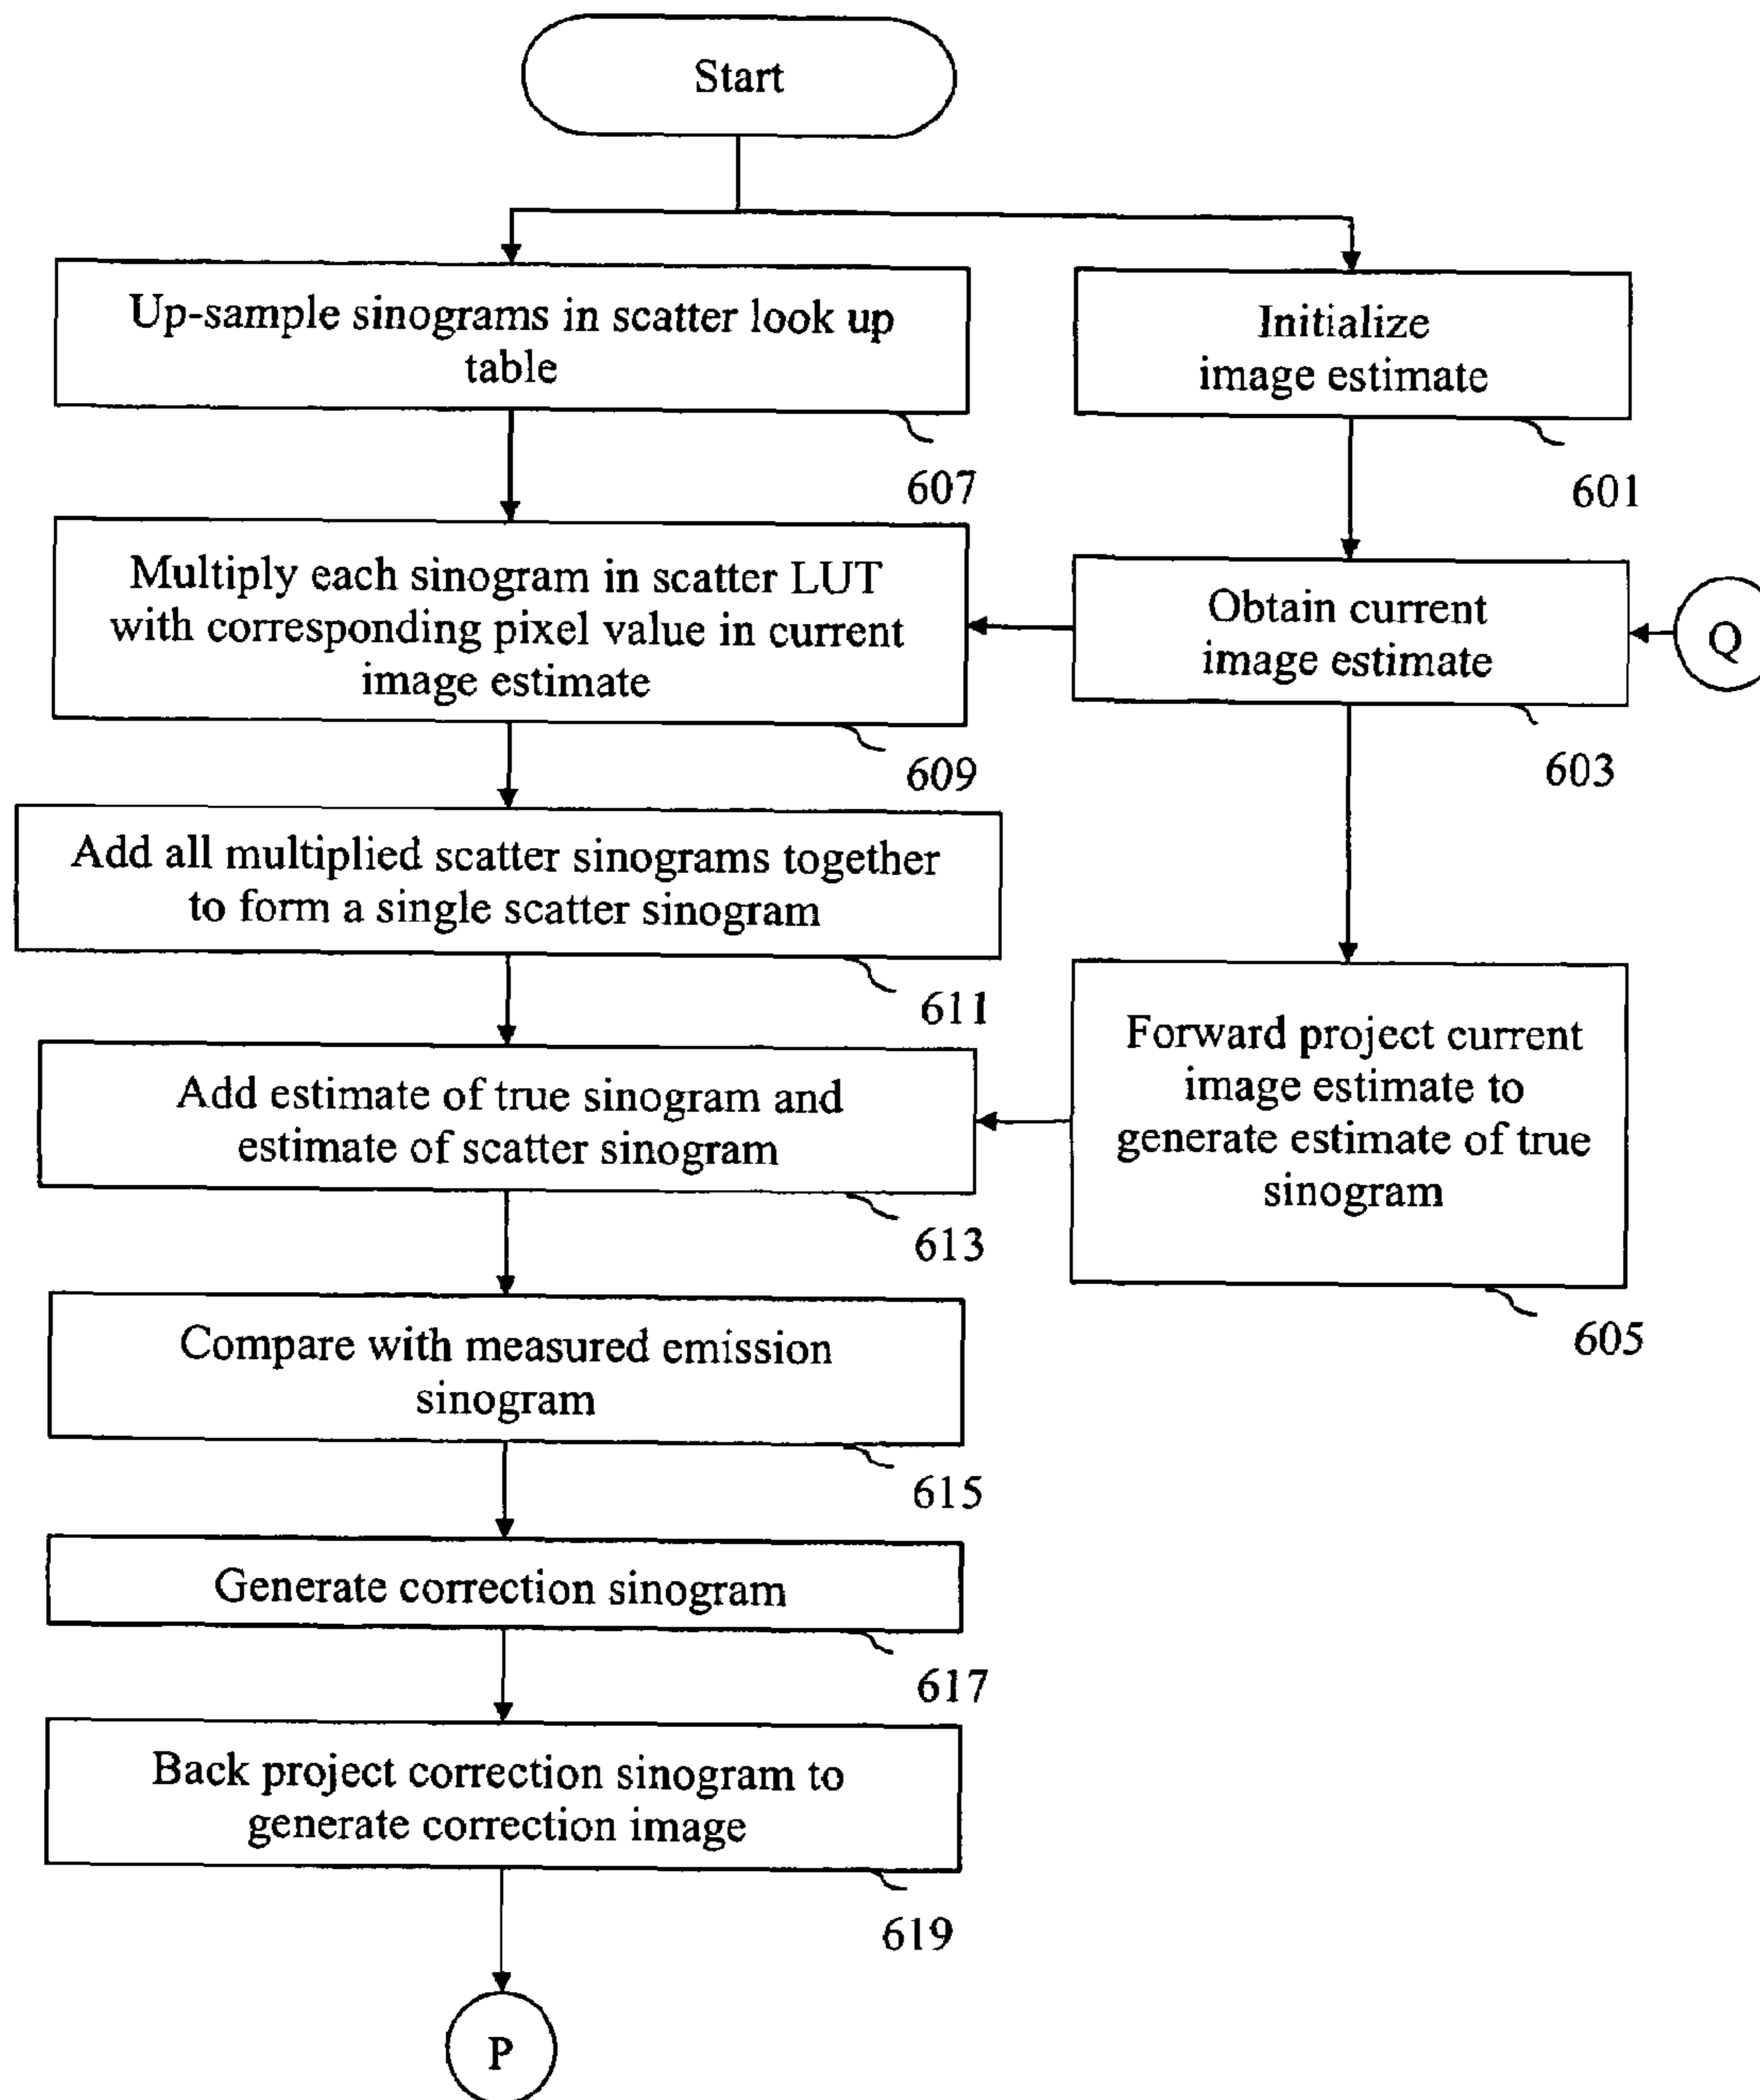 Start
Up-sample sinograms in scatter look up
table
607
Initialize
image estimate
601
Multiply each sinogram in scatter LUT
with corresponding pixel value in current
image estimate
609
Obtain current
image estimate
603
Q
Add all multiplied scatter sinograms together
to form a single scatter sinogram
611
Forward project current
image estimate to
generate estimate of true
sinogram
605
Add estimate of true sinogram and
estimate of scatter sinogram
613
Compare with measured emission
sinogram
615
Generate correction sinogram
617
Back project correction sinogram to
generate correction image
619
P